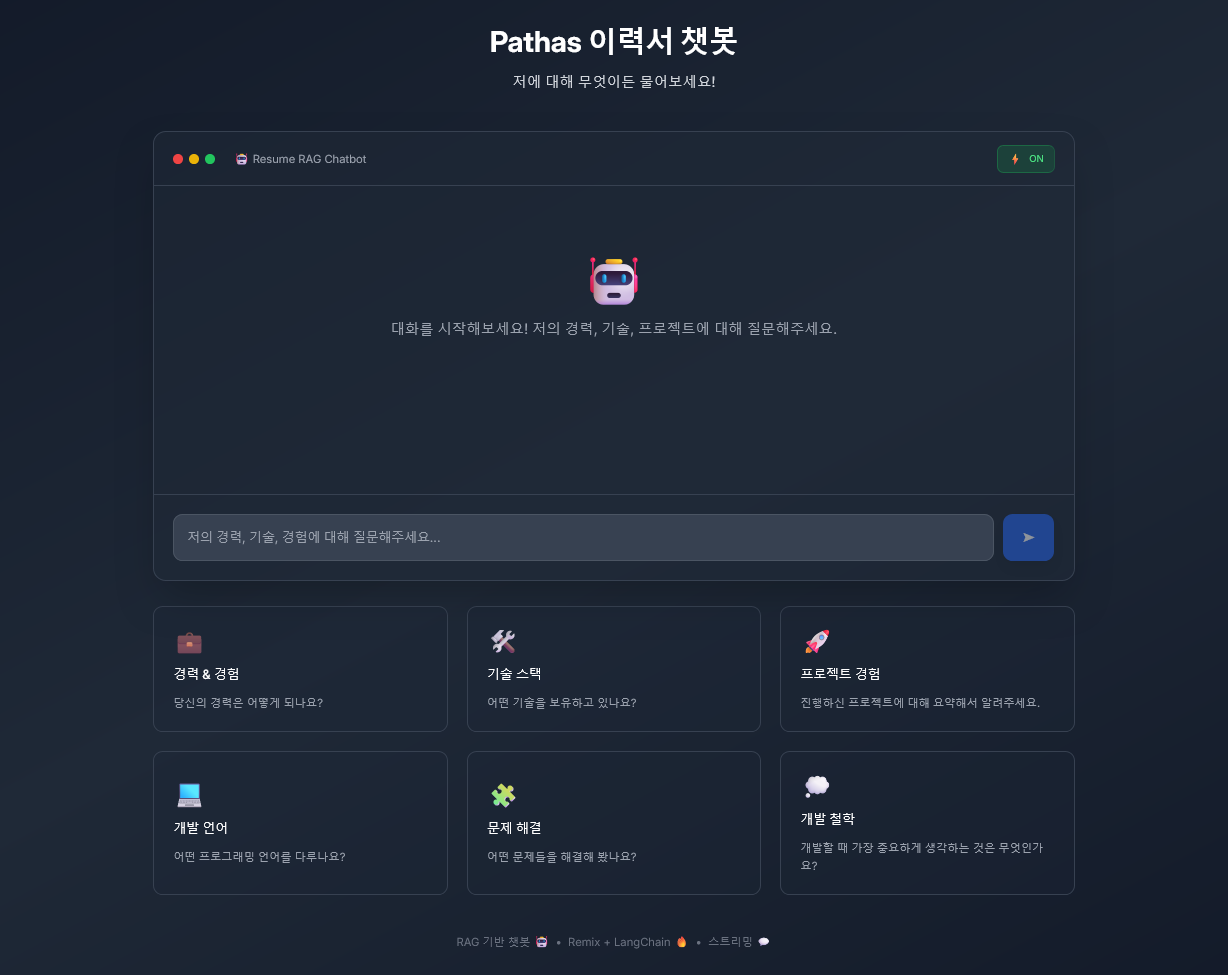 Pathas 이력서 챗봇
저에 대해 무엇이든 물어보세요!
Resume RAG Chatbot
ON
대화를 시작해보세요! 저의 경력, 기술, 프로젝트에 대해 질문해주세요.
저의 경력, 기술, 경험에 대해 질문해주세요...
경력 & 경험
당신의 경력은 어떻게 되나요?
기술 스택
어떤 기술을 보유하고 있나요?
프로젝트 경험
진행하신 프로젝트에 대해 요약해서 알려주세요.
개발 언어
어떤 프로그래밍 언어를 다루나요?
문제 해결
어떤 문제들을 해결해 봤나요?
개발 철학
개발할 때 가장 중요하게 생각하는 것은 무엇인가
요?
RAG 기반 챗봇 • Remix + LangChain • 스트리밍